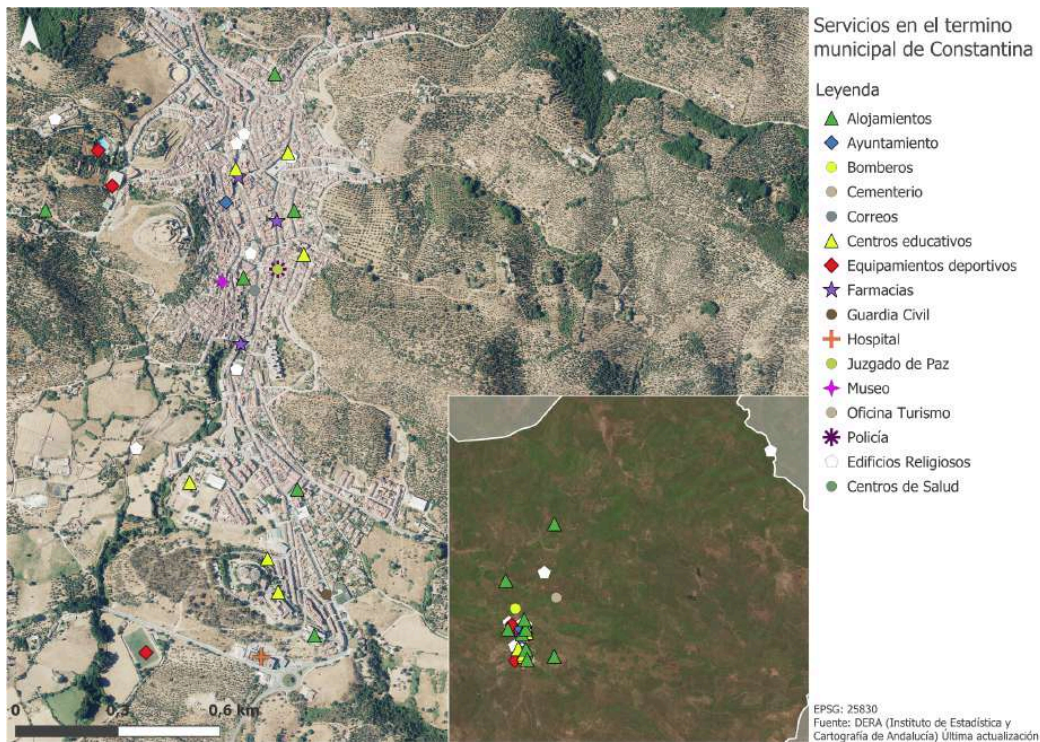 Servicios en el termino
municipal de Constantina
Leyenda
Alojamientos
Ayuntamiento
Bomberos
Cementerio
Correos
Centros educativos
Equipamientos deportivos
Farmacias
Guardia Civil
Hospital
Juzgado de Paz
Museo
Oficina Turismo
Policía
Edificios Religiosos
Centros de Salud
0 0,3 0,6 km
EPSG: 25830
Fuente: DERA (Instituto de Estadística y
Cartografía de Andalucía) Última actualización